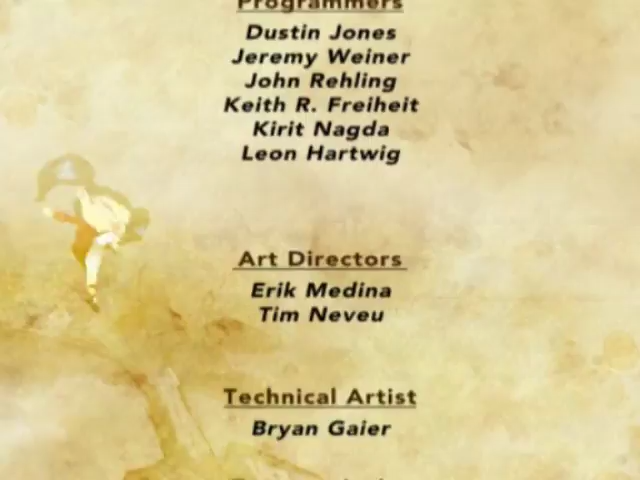 Programmers
Dustin Jones
Jeremy Weiner
John Rehling
Keith R. Freiheit
Kirit Nagda
Leon Hartwig
Art Directors
Erik Medina
Tim Neveu
Technical Artist
Bryan Gaier